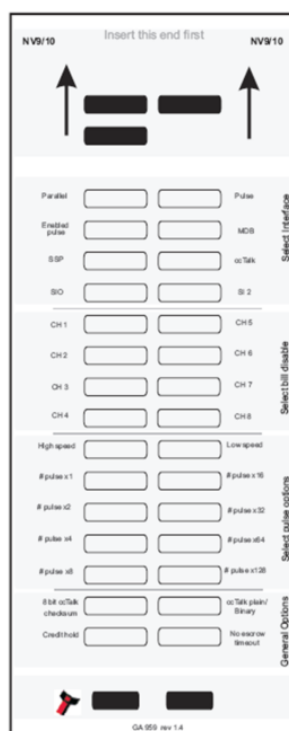 Insert this end first
NV9/10 NV9/10
Parallel Pulse
Enabled pulse MDB
SSP ccTalk
SIO SI 2
Select Interface
CH 1 CH 5
CH 2 CH 6
CH 3 CH 7
CH 4 CH 8
Select bill disable
High speed Low speed
# pulse x1 # pulse x16
# pulse x2 # pulse x32
# pulse x4 # pulse x64
# pulse x8 # pulse x128
Select pulse options
8 bit ccTalk checksum ccTalk plain/ Binary
Credit hold No escrow timeout
General Options
GA 959 rev 1.4